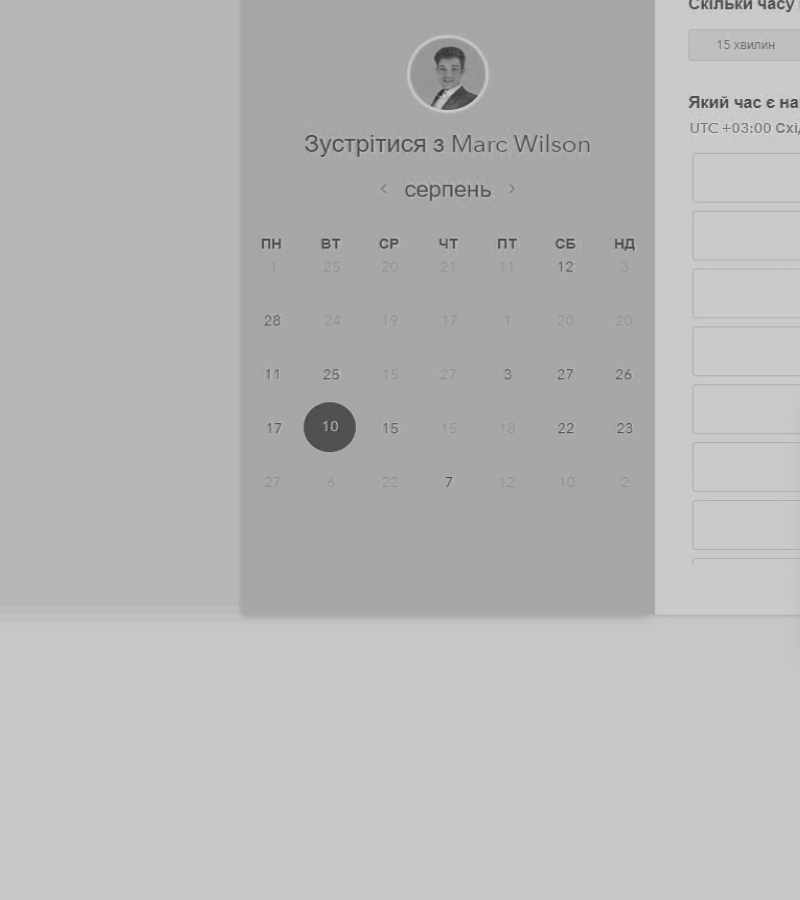 Скільки часу
15 хвилин
Який час є на
UTC +03:00 Схі
Зустрітися з Marc Wilson
‹ серпень ›
ПН ВТ СР ЧТ ПТ СБ НД
1 25 20 21 11 12 3
28 24 19 17 1 20 20
11 25 15 27 3 27 26
17 10 15 15 18 22 23
27 6 22 7 12 10 2